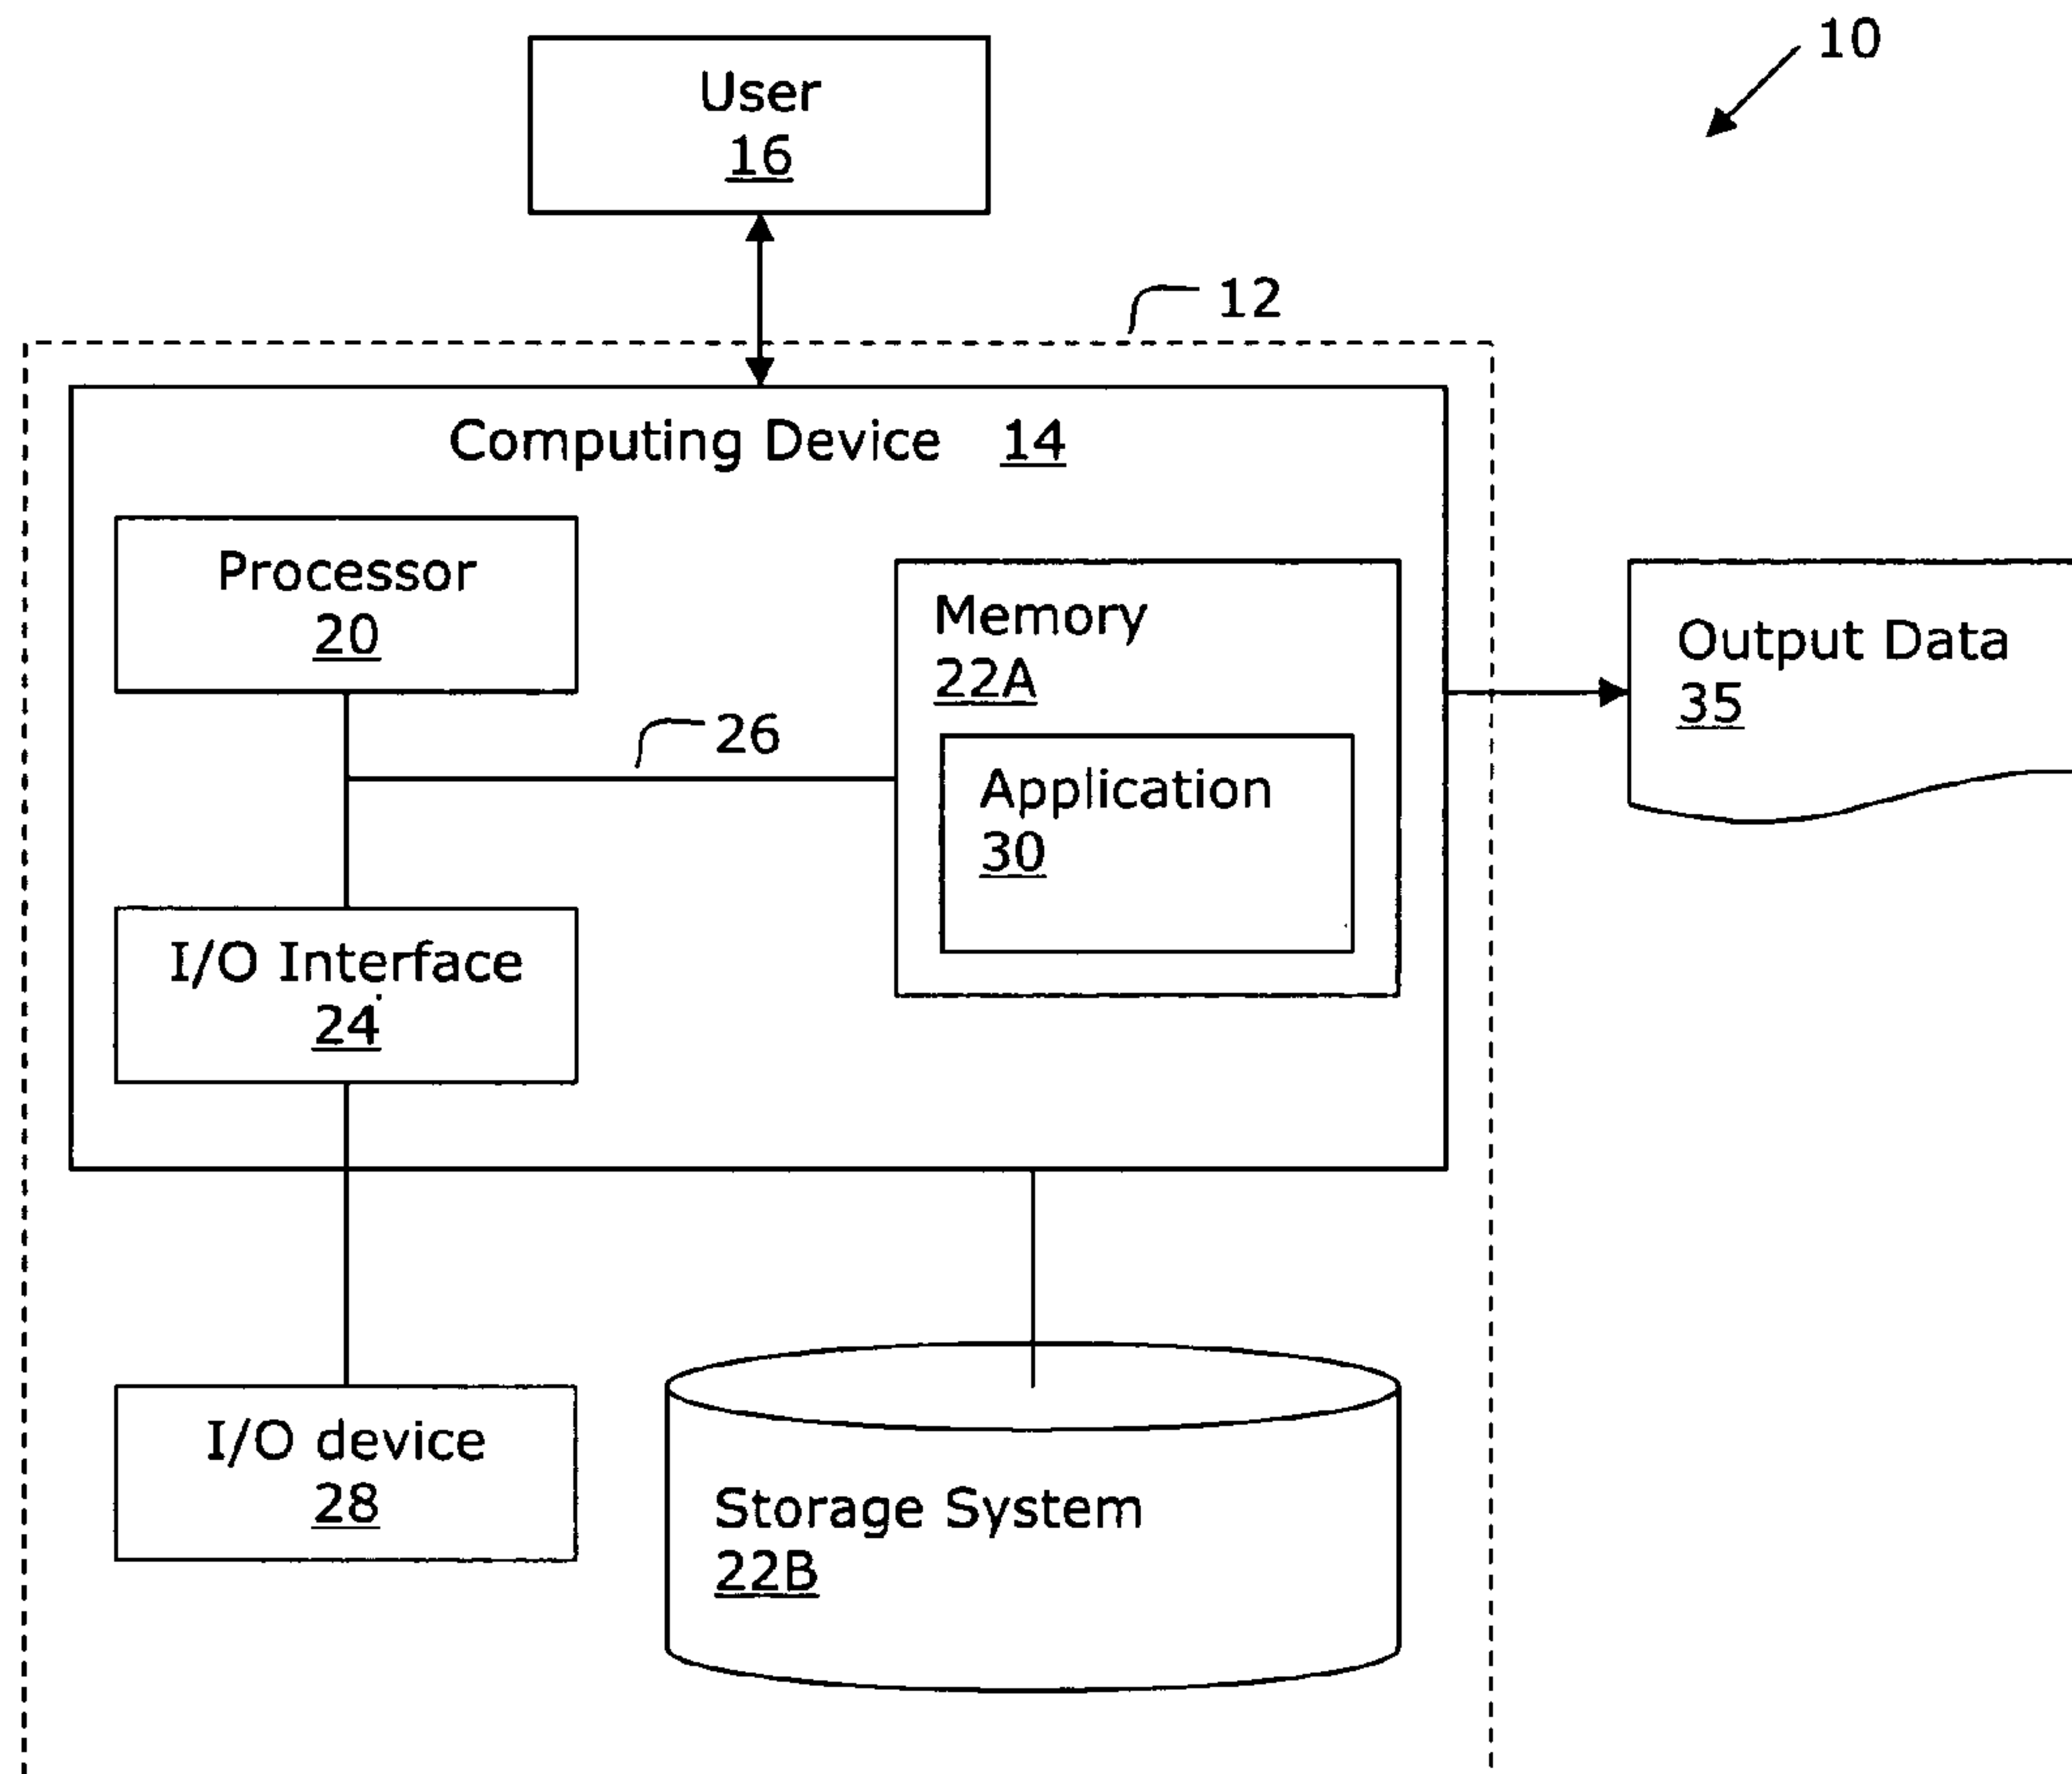 10
User
16
12
Computing Device 14
Processor
20
Memory
22A
Output Data
35
26
Application
30
I/O Interface
24
I/O device
28
Storage System
22B